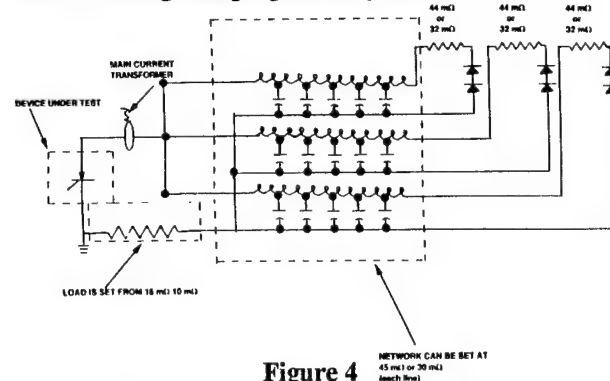 44 mΩ
or
32 mΩ
44 mΩ
or
32 mΩ
44 mΩ
or
32 mΩ
MAIN CURRENT
TRANSFORMER
DEVICE UNDER TEST
LOAD IS SET FROM 16 mΩ 10 mΩ
NETWORK CAN BE SET AT
45 mΩ or 30 mΩ
(each line)
Figure 4